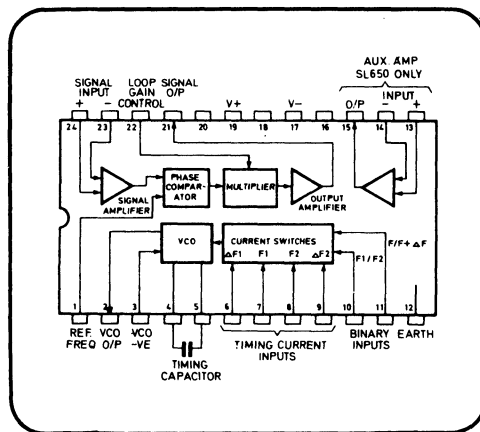 AUX. AMP
SL650 ONLY
SIGNAL LOOP SIGNAL
INPUT GAIN O/P
+ - CONTROL V+ V- O/P INPUT - +
24 23 22 21 20 19 18 17 16 15 14 13
SIGNAL AMPLIFIER
PHASE
COMPAR-
ATOR
MULTIPLIER
OUTPUT
AMPLIFIER
VCO
CURRENT SWITCHES
ΔF1 F1 F2 ΔF2
F/F+ΔF
F1/F2
1 2 3 4 5 6 7 8 9 10 11 12
REF. VCO VCO TIMING CURRENT BINARY EARTH
FREQ O/P -VE INPUTS INPUTS
TIMING
CAPACITOR